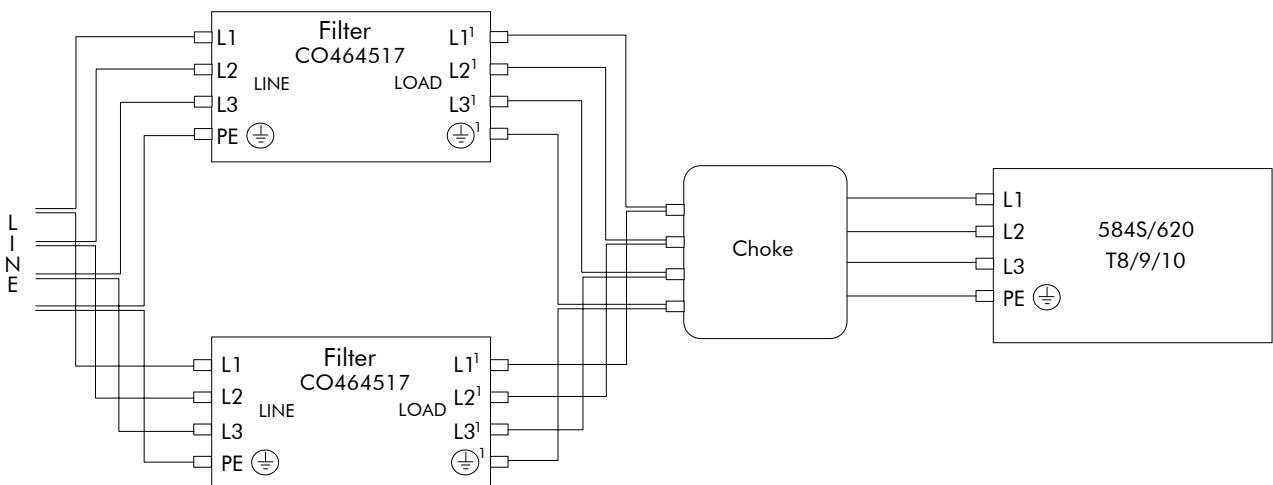 Filter
CO464517
L1 L1¹
L2 LINE LOAD L2¹
L3 L3¹
PE 1
LINE
Choke
L1
L2 584S/620
L3 T8/9/10
PE
Filter
CO464517
L1 L1¹
L2 LINE LOAD L2¹
L3 L3¹
PE 1